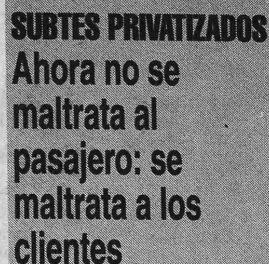 SUBTES PRIVATIZADOS
Ahora no se
maltrata al
pasajero: se
maltrata a los
clientes